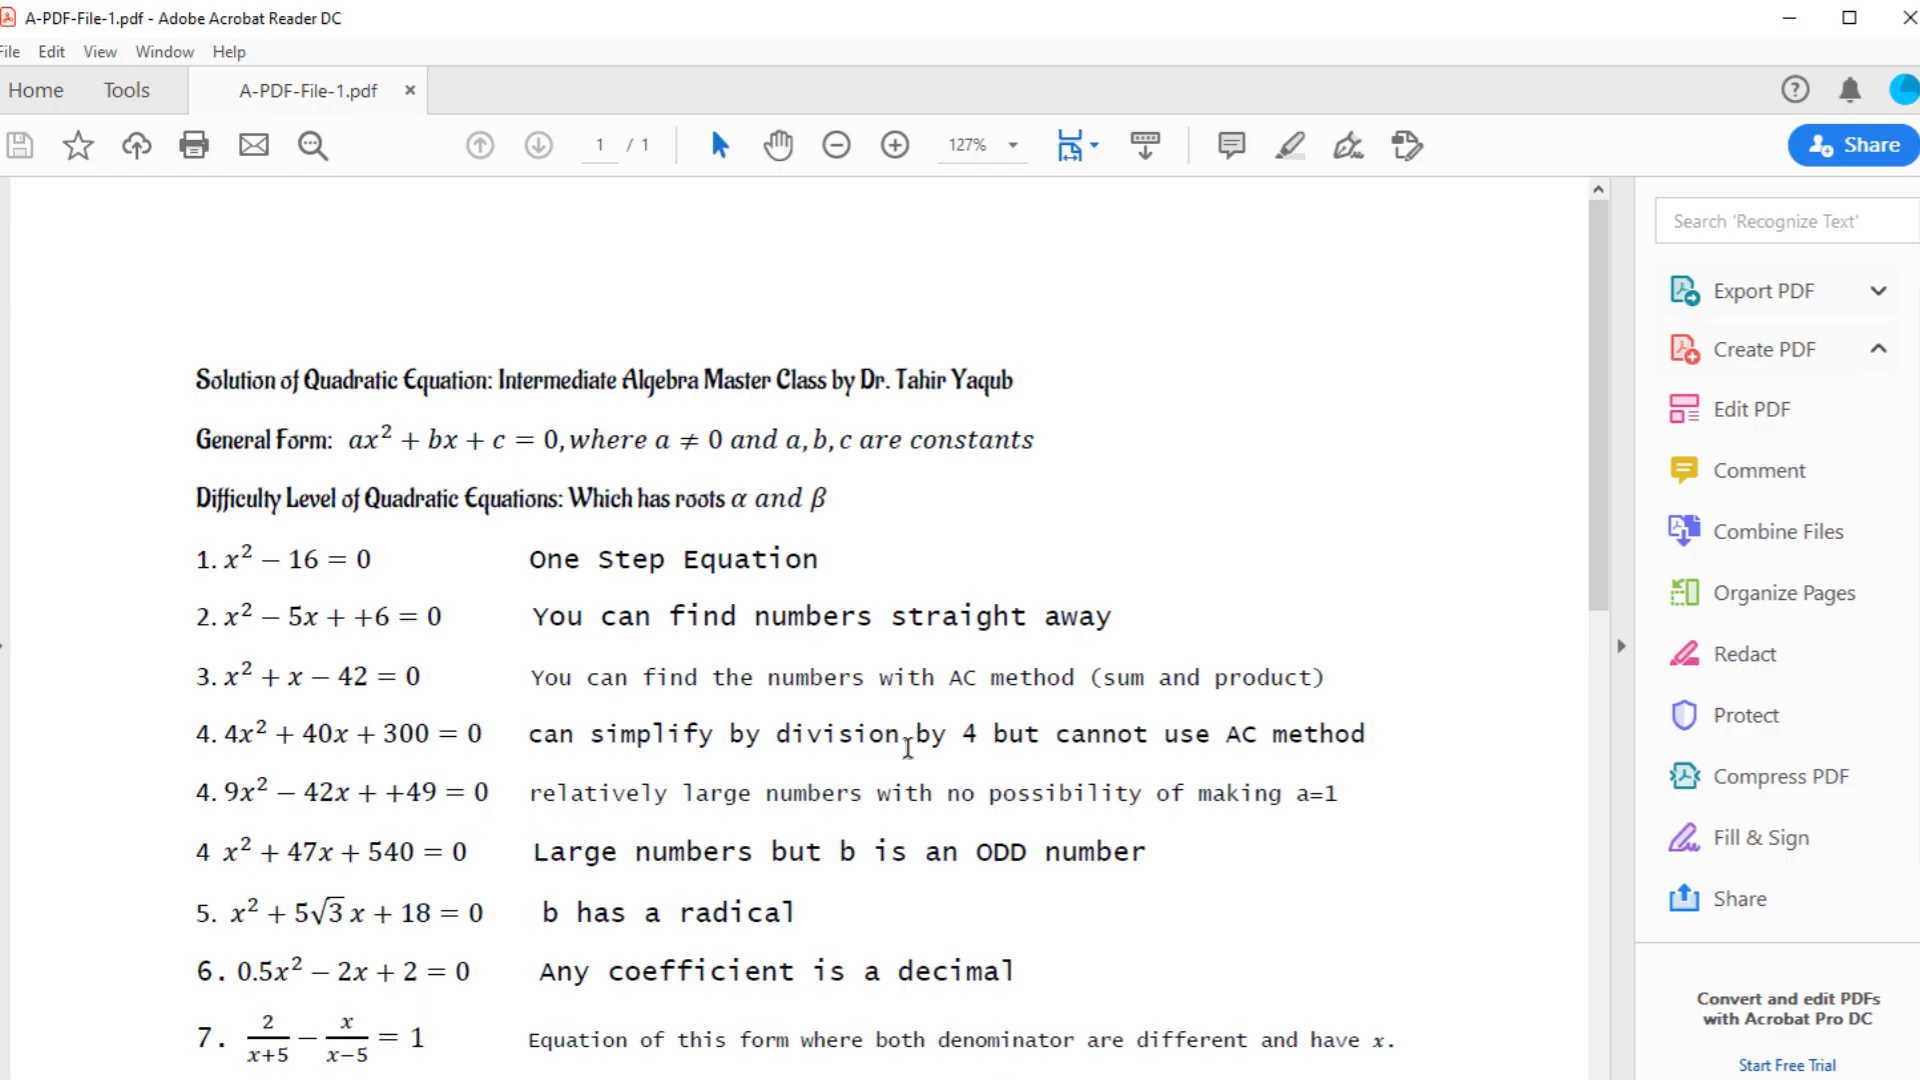 A-PDF-File-1.pdf - Adobe Acrobat Reader DC
File Edit View Window Help
Home Tools A-PDF-File-1.pdf ×
1 / 1 127% Share
Search 'Recognize Text'
Export PDF
Create PDF
Edit PDF
Comment
Combine Files
Organize Pages
Redact
Protect
Compress PDF
Fill & Sign
Share
Convert and edit PDFs
with Acrobat Pro DC
Start Free Trial
Solution of Quadratic Equation: Intermediate Algebra Master Class by Dr. Tahir Yaqub
General Form: ax² + bx + c = 0, where a ≠ 0 and a, b, c are constants
Difficulty Level of Quadratic Equations: Which has roots α and β
1. x² − 16 = 0 One Step Equation
2. x² − 5x + +6 = 0 You can find numbers straight away
3. x² + x − 42 = 0 You can find the numbers with AC method (sum and product)
4. 4x² + 40x + 300 = 0 can simplify by division by 4 but cannot use AC method
4. 9x² − 42x + +49 = 0 relatively large numbers with no possibility of making a=1
4 x² + 47x + 540 = 0 Large numbers but b is an ODD number
5. x² + 5√3 x + 18 = 0 b has a radical
6. 0.5x² − 2x + 2 = 0 Any coefficient is a decimal
7. 2/(x+5) − x/(x−5) = 1 Equation of this form where both denominator are different and have x.